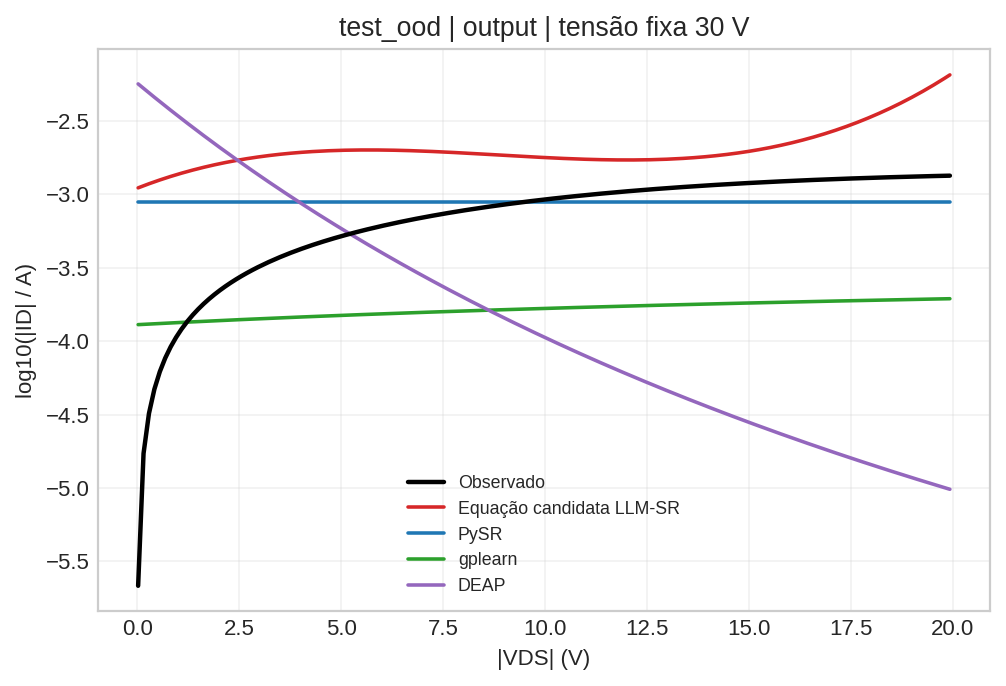 test_ood | output | tensão fixa 30 V
log10(|ID| / A)
−2.5
−3.0
−3.5
−4.0
−4.5
−5.0
−5.5
Observado
Equação candidata LLM-SR
PySR
gplearn
DEAP
0.0 2.5 5.0 7.5 10.0 12.5 15.0 17.5 20.0
|VDS| (V)